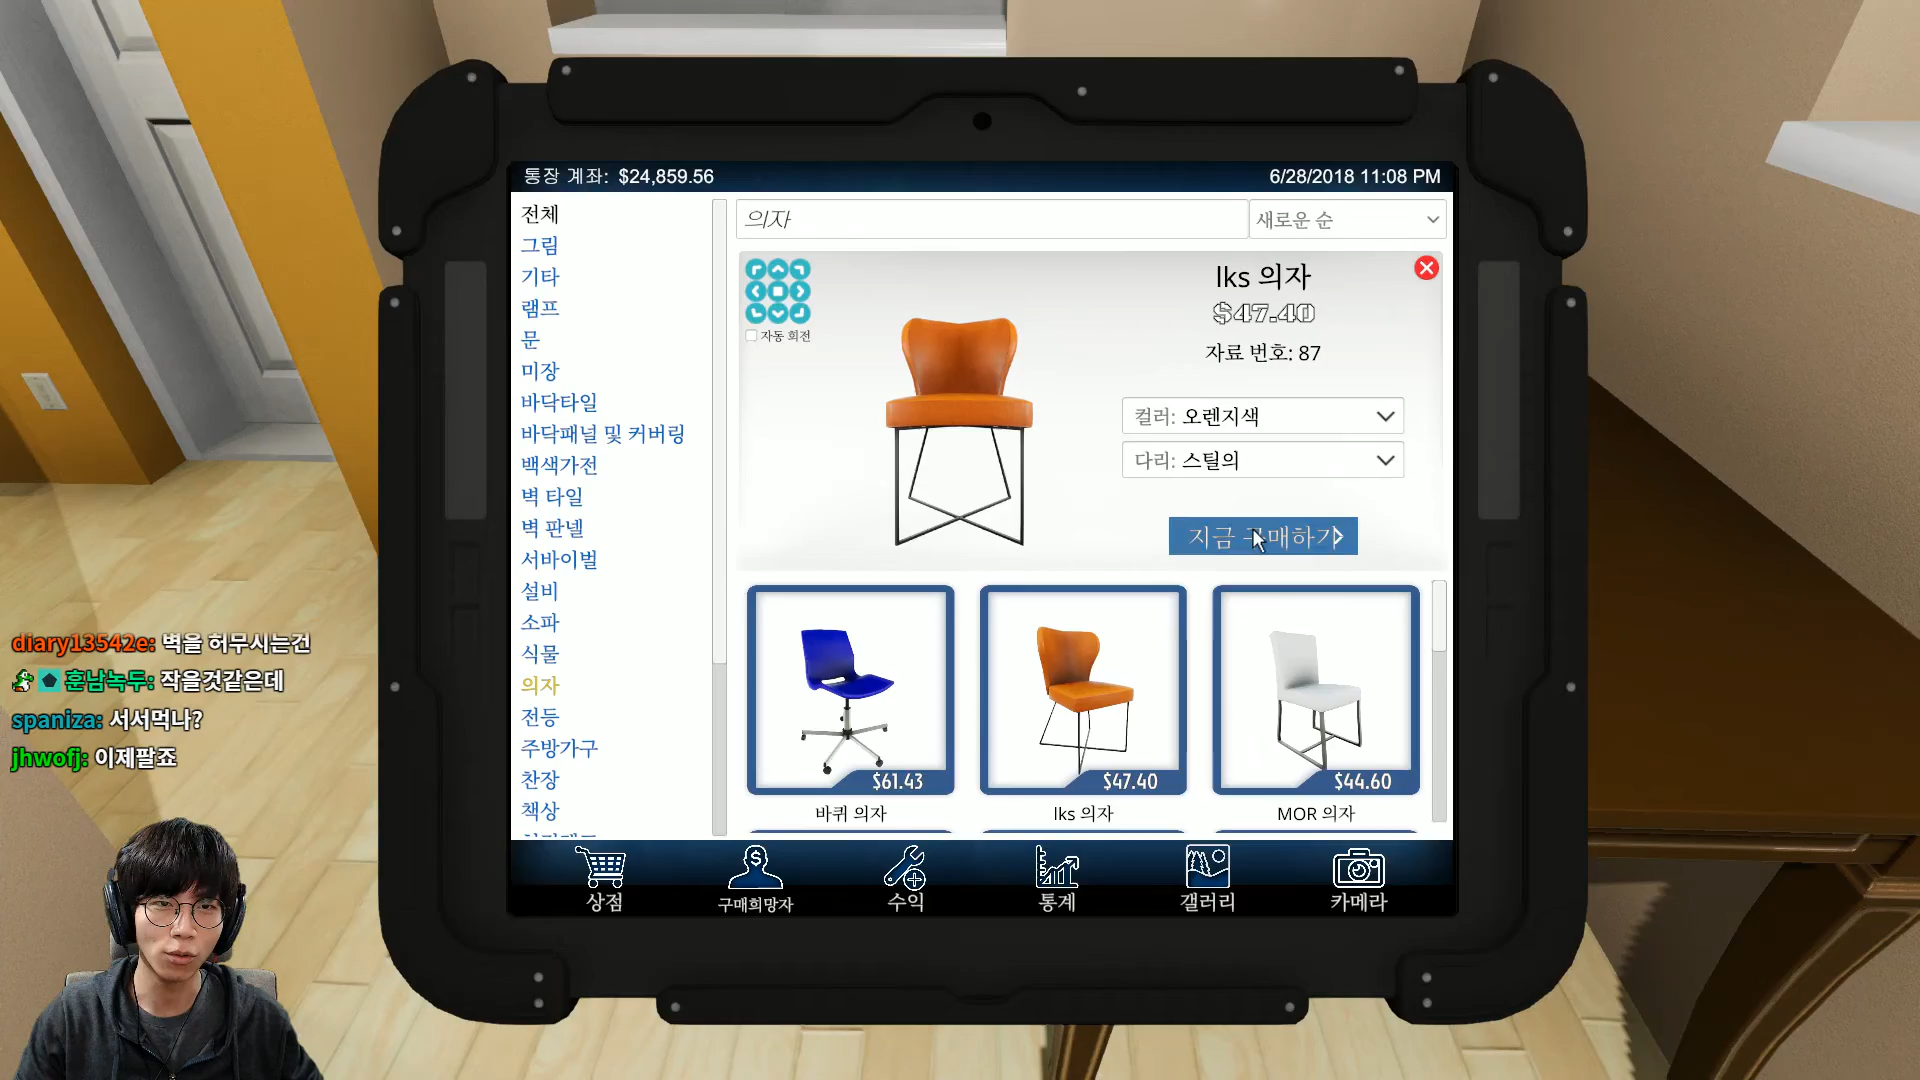 통장 계좌: $24,859.56
6/28/2018 11:08 PM
전체
그림
기타
램프
문
미장
바닥타일
바닥패널 및 커버링
백색가전
벽 타일
벽 판넬
서바이벌
설비
소파
식물
의자
전등
주방가구
찬장
책상
의자
새로운 순
자동 회전
lks 의자
$47.40
자료 번호: 87
컬러: 오렌지색
다리: 스틸의
지금 구매하기
$61.43
$47.40
$44.60
바퀴 의자
lks 의자
MOR 의자
상점
구매희망자
수익
통계
갤러리
카메라
diary13542e: 벽을 허무시는건
훈남녹두: 작을것같은데
spaniza: 서서먹나?
jhwofj: 이제팔죠